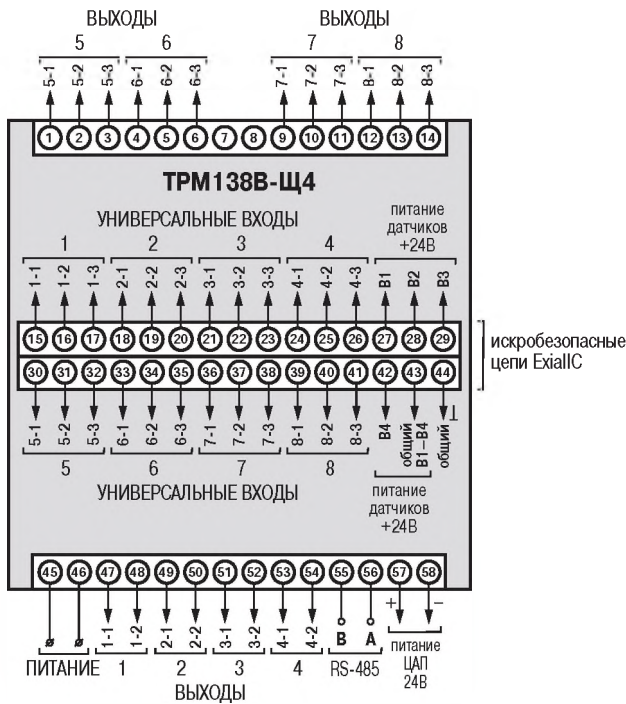 ВЫХОДЫ
5 6 7 8
5-1 5-2 5-3 6-1 6-2 6-3 7-1 7-2 7-3 8-1 8-2 8-3
1 2 3 4 5 6 7 8 9 10 11 12 13 14
ТРМ138В-Щ4
УНИВЕРСАЛЬНЫЕ ВХОДЫ
питание
датчиков
+24В
1 2 3 4
1-1 1-2 1-3 2-1 2-2 2-3 3-1 3-2 3-3 4-1 4-2 4-3 В1 В2 В3
15 16 17 18 19 20 21 22 23 24 25 26 27 28 29
30 31 32 33 34 35 36 37 38 39 40 41 42 43 44
искробезопасные
цепи ExiaIIC
5-1 5-2 5-3 6-1 6-2 6-3 7-1 7-2 7-3 8-1 8-2 8-3 В4 общий В1–В4 общий ⊥
5 6 7 8
УНИВЕРСАЛЬНЫЕ ВХОДЫ
питание
датчиков
+24В
45 46 47 48 49 50 51 52 53 54 55 56 57 58
+ –
1-1 1-2 2-1 2-2 3-1 3-2 4-1 4-2 В А
ПИТАНИЕ 1 2 3 4 RS-485
питание
ЦАП
24В
ВЫХОДЫ